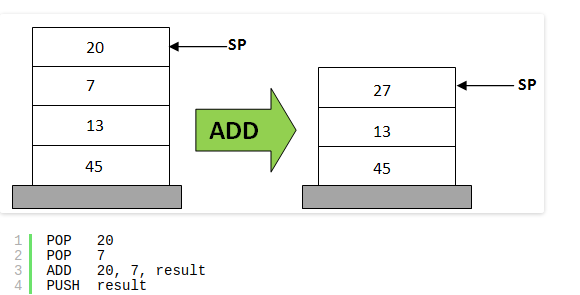 20
SP
7
13
45
ADD
27
SP
13
45
1 POP 20
2 POP 7
3 ADD 20, 7, result
4 PUSH result